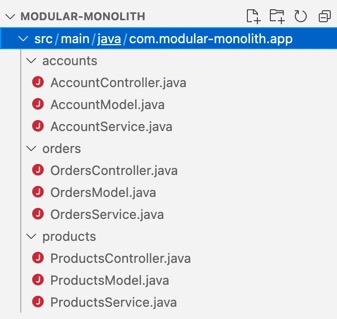 MODULAR-MONOLITH
src/main/java/com.modular-monolith.app
accounts
AccountController.java
AccountModel.java
AccountService.java
orders
OrdersController.java
OrdersModel.java
OrdersService.java
products
ProductsController.java
ProductsModel.java
ProductsService.java